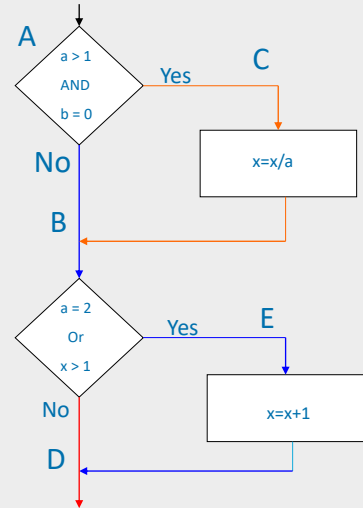 A
a > 1
AND
b = 0
Yes
C
x=x/a
No
B
a = 2
Or
x > 1
Yes
E
x=x+1
No
D